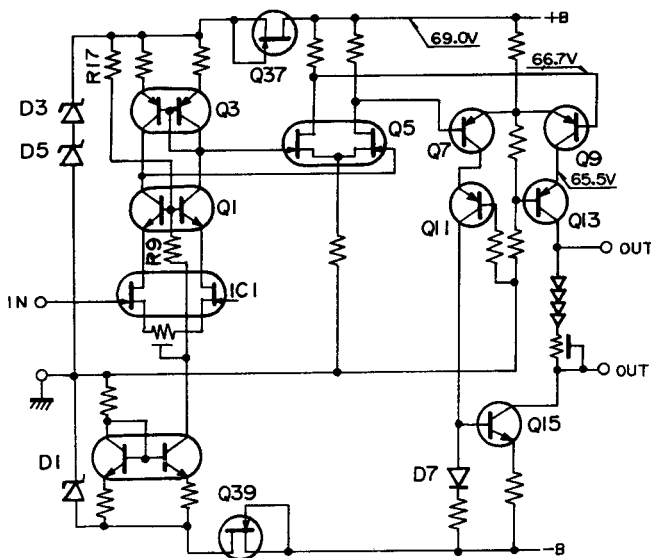 +B
69.0V
R17
Q37
66.7V
D3
Q3
Q5
Q7
Q9
D5
65.5V
Q1
Q11
Q13
R9
OUT
IN
IC1
OUT
D1
Q15
D7
Q39
-B